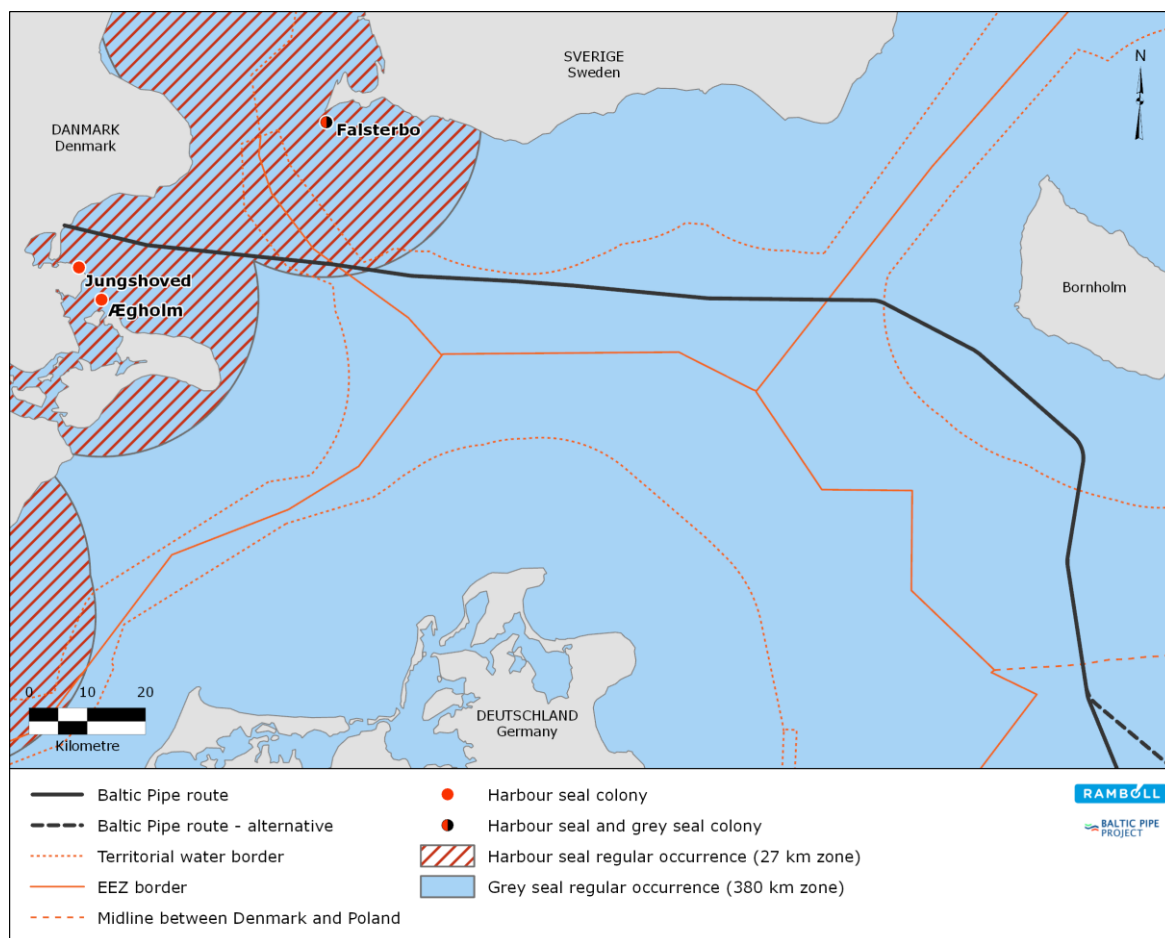 SVERIGE
Sweden
N
DANMARK
Denmark
Falsterbo
Jungshoved
Ægholm
Bornholm
0 10 20
Kilometre
DEUTSCHLAND
Germany
Baltic Pipe route
Baltic Pipe route - alternative
Territorial water border
EEZ border
Midline between Denmark and Poland
Harbour seal colony
Harbour seal and grey seal colony
Harbour seal regular occurrence (27 km zone)
Grey seal regular occurrence (380 km zone)
RAMBOLL
BALTIC PIPE
PROJECT